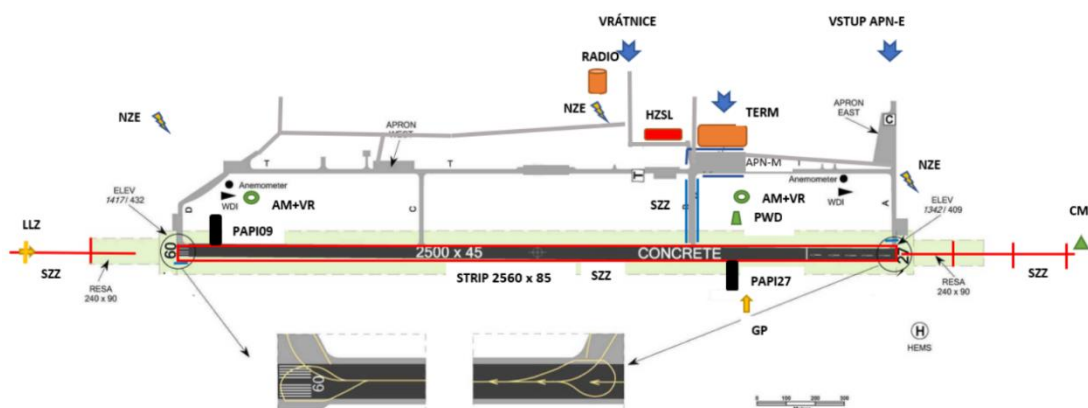 VRÁTNICE
VSTUP APN-E
RADIO
NZE
HZSL
TERM
NZE
APRON
EAST
C
APRON
WEST
T
T
APN-M
T
NZE
ELEV
1417/ 432
Anemometer
WDI
AM+VR
D
C
SZZ
AM+VR
Anemometer
WDI
A
ELEV
1342/ 409
LLZ
PAPI09
PWD
CM
09
2500 x 45
CONCRETE
27
SZZ
RESA
240 x 90
STRIP 2560 x 85
SZZ
PAPI27
RESA
240 x 90
SZZ
GP
H
HEMS
09